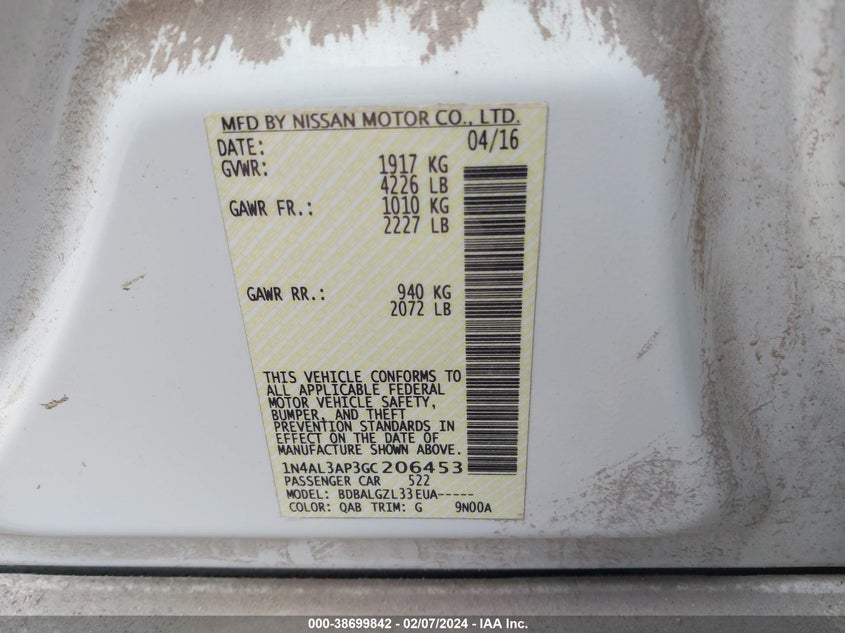 MFD BY NISSAN MOTOR CO., LTD.
DATE: 04/16
GVWR: 1917 KG
4226 LB
GAWR FR.: 1010 KG
2227 LB
GAWR RR.: 940 KG
2072 LB
THIS VEHICLE CONFORMS TO
ALL APPLICABLE FEDERAL
MOTOR VEHICLE SAFETY,
BUMPER, AND THEFT
PREVENTION STANDARDS IN
EFFECT ON THE DATE OF
MANUFACTURE SHOWN ABOVE.
1N4AL3AP3GC206453
PASSENGER CAR 522
MODEL: BDBALGZL33EUA-----
COLOR: QAB TRIM: G 9N00A
000-38699842 - 02/07/2024 - IAA Inc.